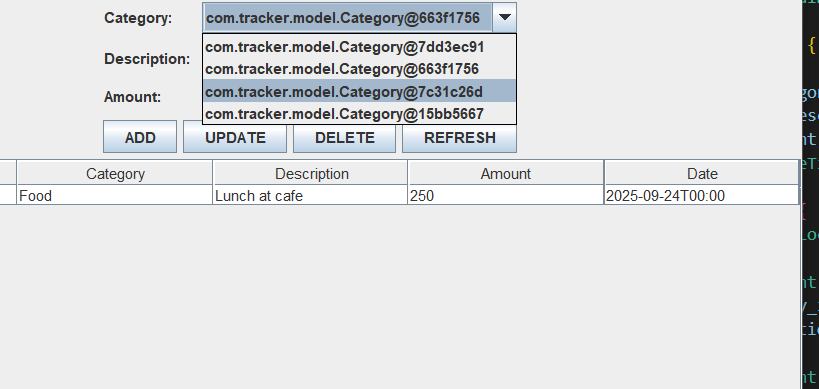 Category: com.tracker.model.Category@663f1756
com.tracker.model.Category@7dd3ec91
Description: com.tracker.model.Category@663f1756
Amount: com.tracker.model.Category@7c31c26d
com.tracker.model.Category@15bb5667
ADD UPDATE DELETE REFRESH
Category Description Amount Date
Food Lunch at cafe 250 2025-09-24T00:00